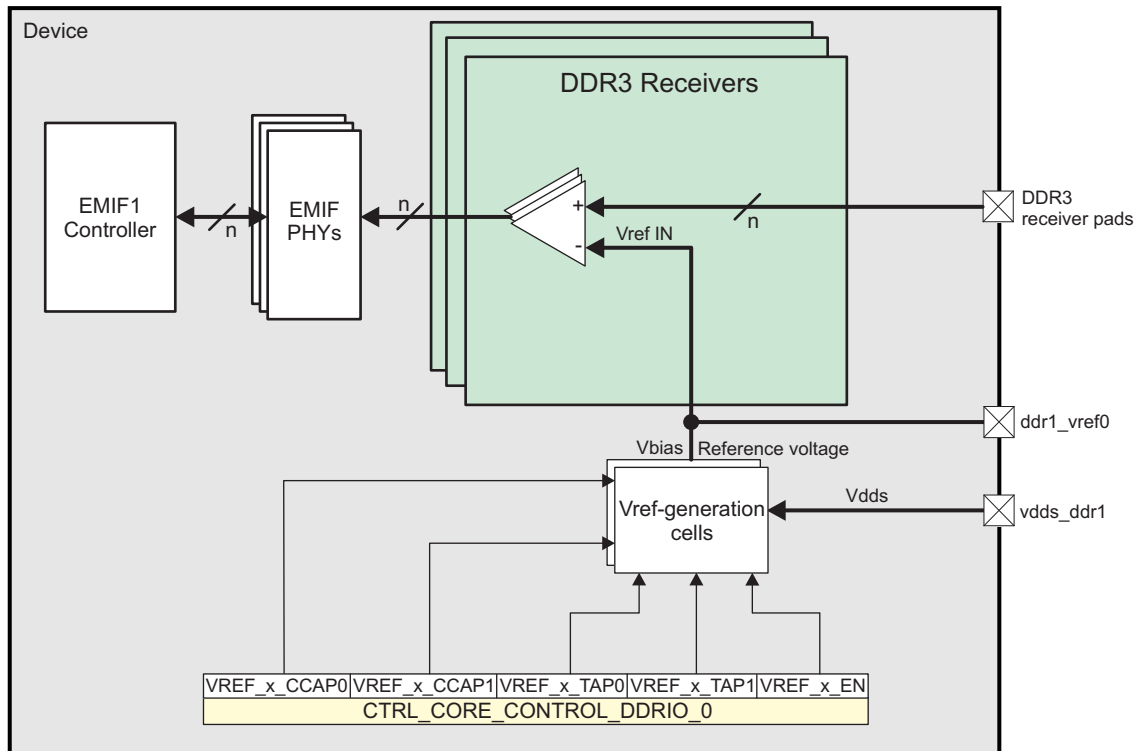 Device
DDR3 Receivers
EMIF1
Controller
n
EMIF
PHYs
n
+
n
DDR3
receiver pads
Vref IN
-
ddr1_vref0
Vbias
Reference voltage
Vref-generation
cells
Vdds
vdds_ddr1
VREF_x_CCAP0
VREF_x_CCAP1
VREF_x_TAP0
VREF_x_TAP1
VREF_x_EN
CTRL_CORE_CONTROL_DDRIO_0